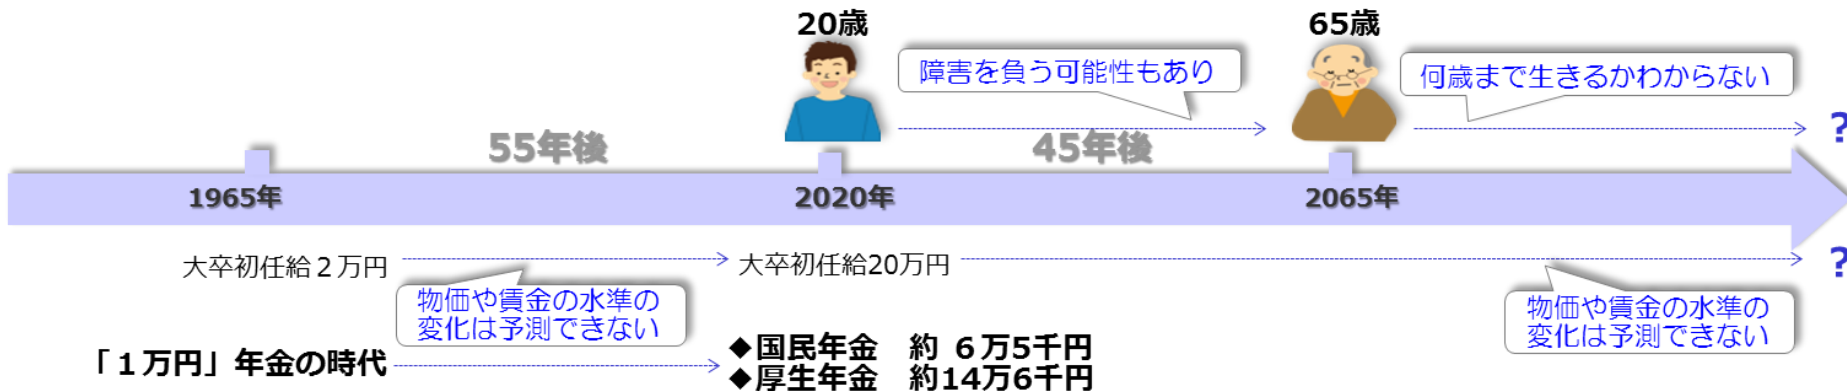 20歳
65歳
障害を負う可能性もあり
何歳まで生きるかわからない
?
55年後
45年後
1965年
2020年
2065年
大卒初任給２万円
大卒初任給20万円
?
物価や賃金の水準の
変化は予測できない
物価や賃金の水準の
変化は予測できない
「１万円」年金の時代
◆国民年金　約 ６万5千円
◆厚生年金　約14万6千円